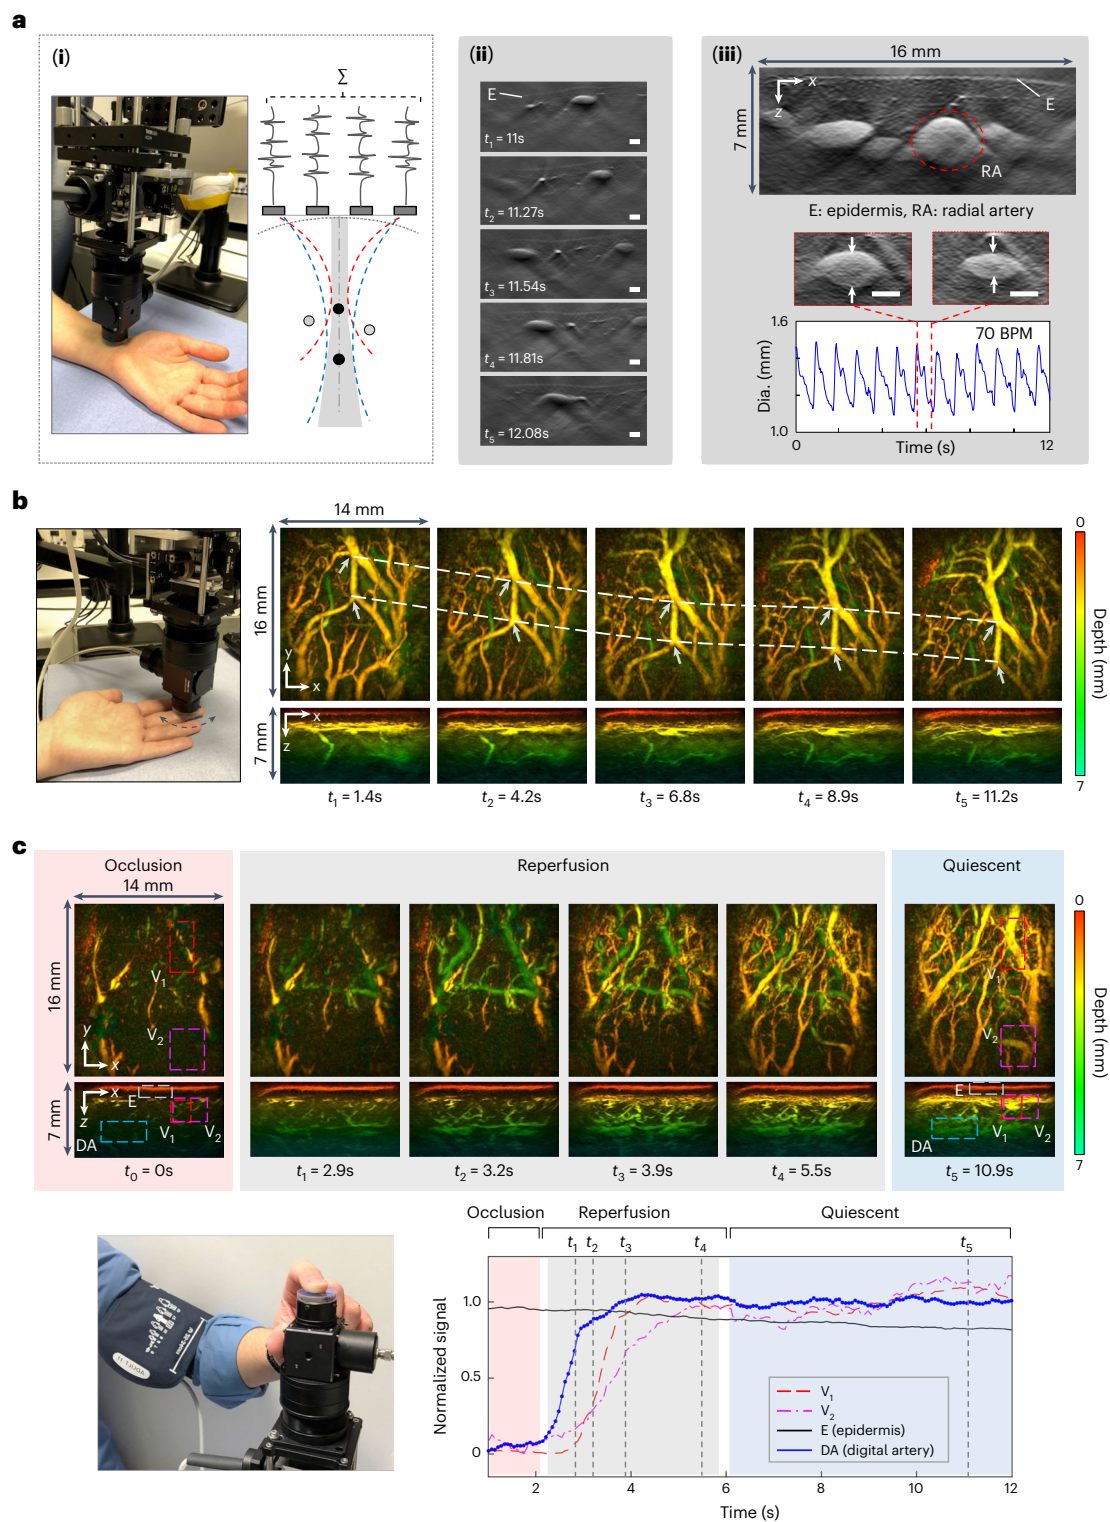 a
(i)
Σ
(ii)
E
t1 = 11s
t2 = 11.27s
t3 = 11.54s
t4 = 11.81s
t5 = 12.08s
(iii)
16 mm
7 mm
x
z
E
RA
E: epidermis, RA: radial artery
1.6
70 BPM
Dia. (mm)
1.0
0
Time (s)
12
b
14 mm
16 mm
y
x
7 mm
x
z
t1 = 1.4s
t2 = 4.2s
t3 = 6.8s
t4 = 8.9s
t5 = 11.2s
0
Depth (mm)
7
c
Occlusion
Reperfusion
Quiescent
14 mm
16 mm
V1
V2
y
x
V1
V2
7 mm
x
z
E
V1
V2
DA
E
V1
V2
DA
t0 = 0s
t1 = 2.9s
t2 = 3.2s
t3 = 3.9s
t4 = 5.5s
t5 = 10.9s
0
Depth (mm)
7
ADULT 11
Occlusion
Reperfusion
Quiescent
t1
t2
t3
t4
t5
Normalized signal
1.0
0.5
0
V1
V2
E (epidermis)
DA (digital artery)
2
4
6
8
10
12
Time (s)